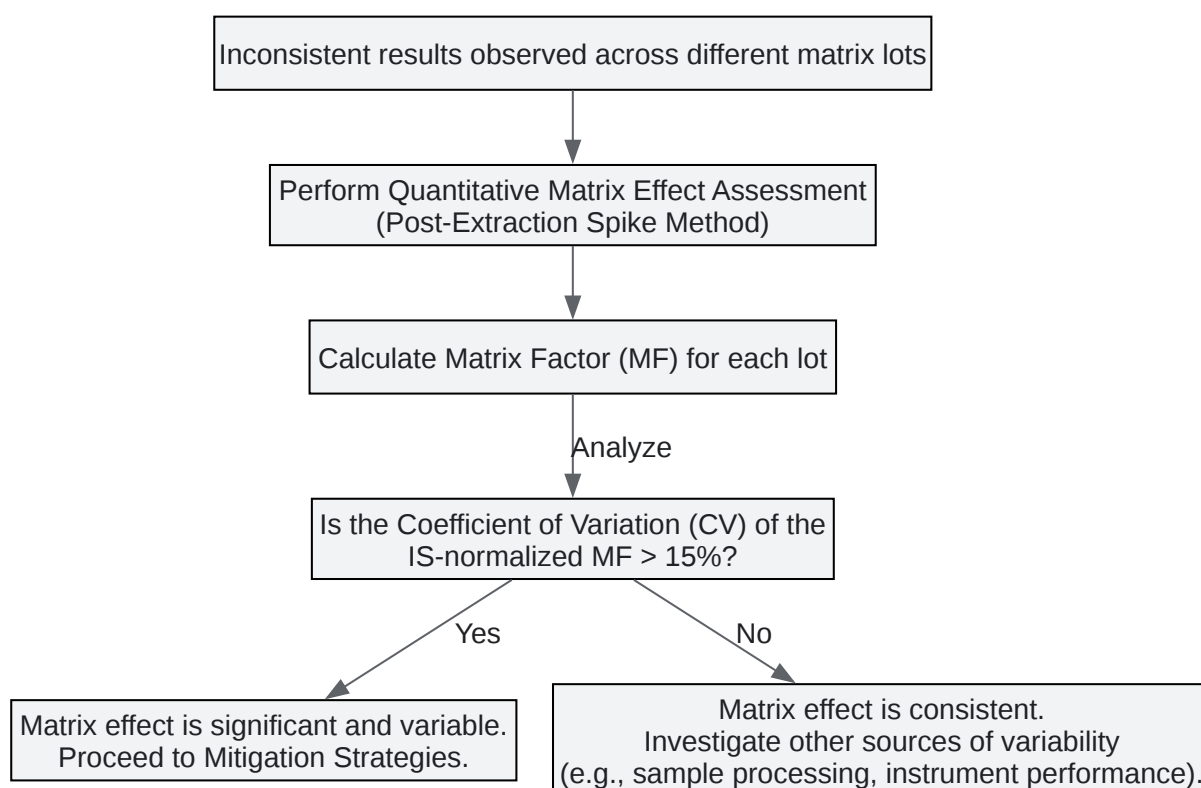 Inconsistent results observed across different matrix lots
Perform Quantitative Matrix Effect Assessment
(Post-Extraction Spike Method)
Calculate Matrix Factor (MF) for each lot
Analyze
Is the Coefficient of Variation (CV) of the
IS-normalized MF > 15%?
Yes
No
Matrix effect is significant and variable.
Proceed to Mitigation Strategies.
Matrix effect is consistent.
Investigate other sources of variability
(e.g., sample processing, instrument performance).